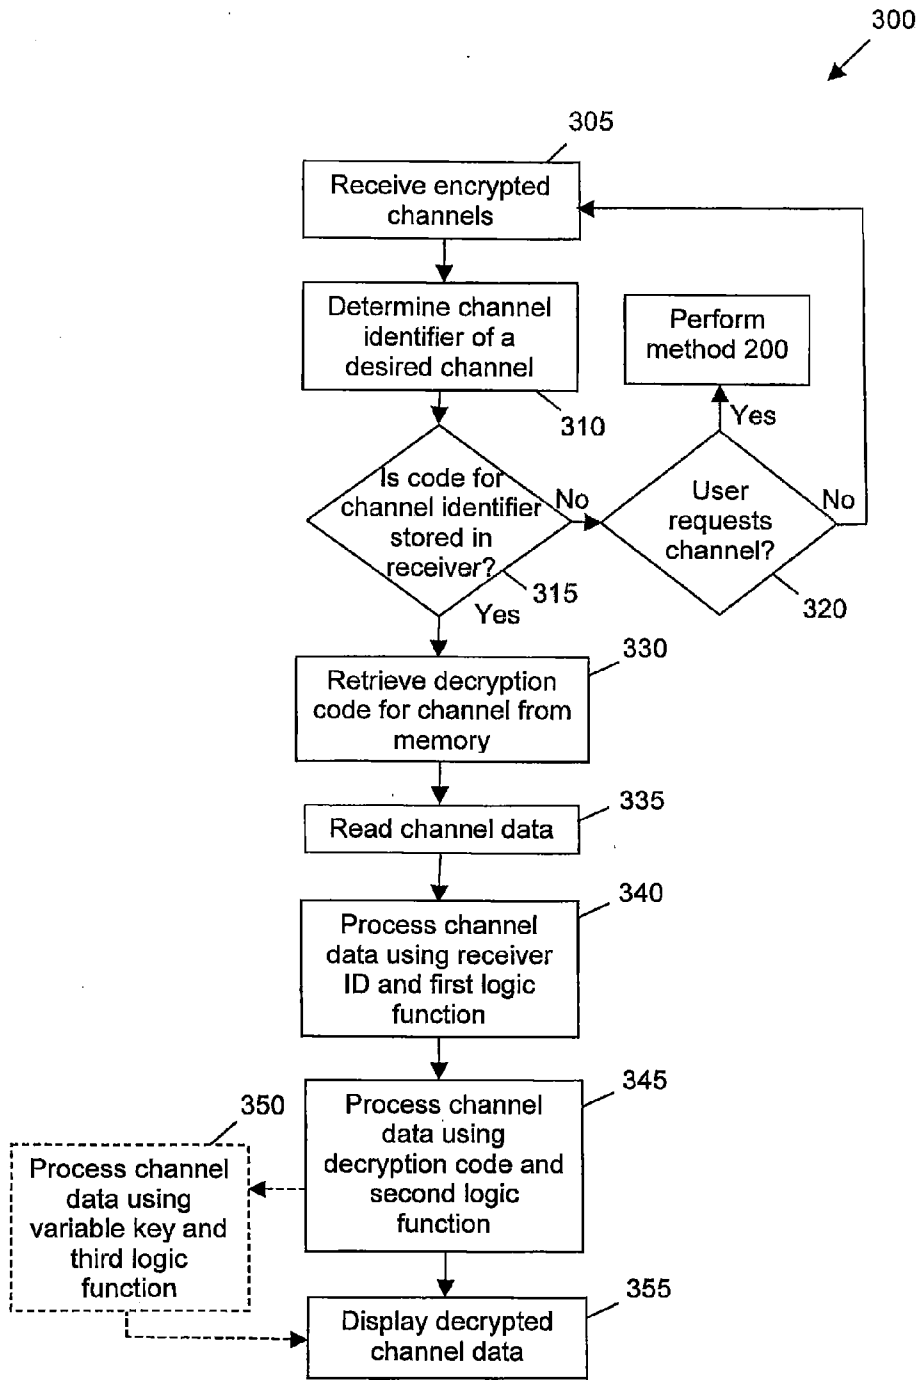 300
305
Receive encrypted
channels
Determine channel
identifier of a
desired channel
310
Perform
method 200
Yes
Is code for
channel identifier
stored in
receiver?
315
No
Yes
User
requests
channel?
No
320
330
Retrieve decryption
code for channel from
memory
335
Read channel data
340
Process channel
data using receiver
ID and first logic
function
345
Process channel
data using
decryption code and
second logic
function
350
Process channel
data using
variable key and
third logic
function
355
Display decrypted
channel data